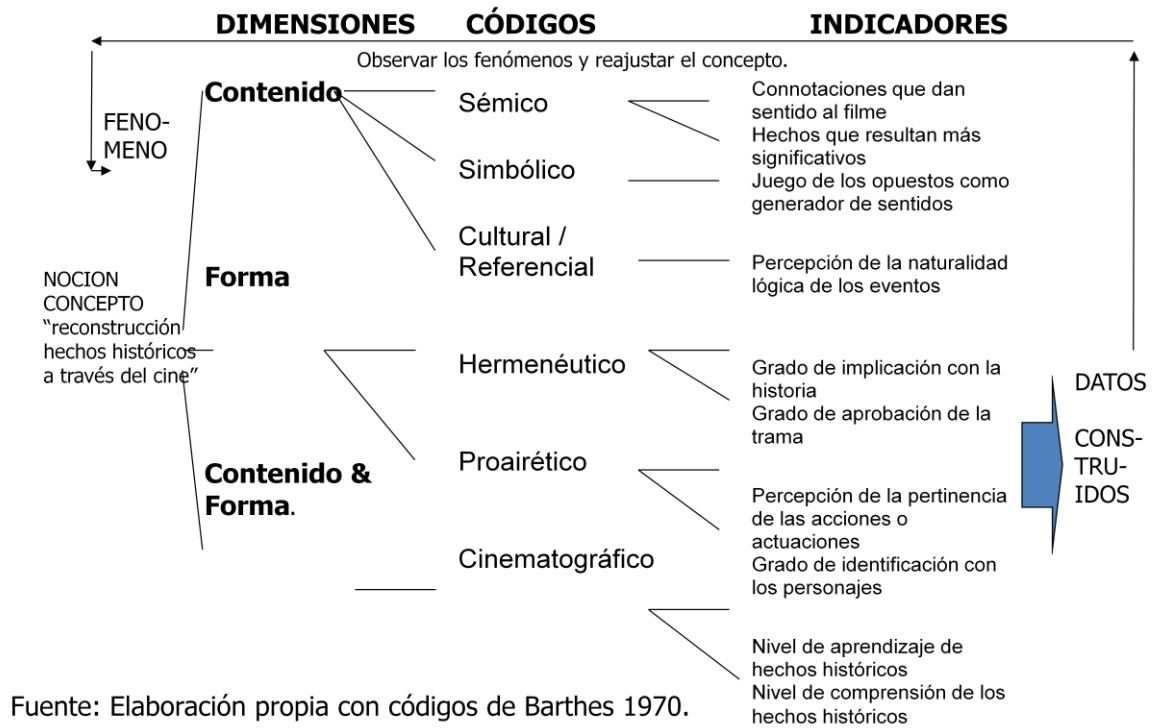 DIMENSIONES
CÓDIGOS
INDICADORES
Observar los fenómenos y reajustar el concepto.
FENO-
MENO
NOCION
CONCEPTO
“reconstrucción
hechos históricos
a través del cine”
Contenido
Forma
Contenido &
Forma.
Sémico
Simbólico
Cultural /
Referencial
Hermenéutico
Proairético
Cinematográfico
Connotaciones que dan
sentido al filme
Hechos que resultan más
significativos
Juego de los opuestos como
generador de sentidos
Percepción de la naturalidad
lógica de los eventos
Grado de implicación con la
historia
Grado de aprobación de la
trama
Percepción de la pertinencia
de las acciones o
actuaciones
Grado de identificación con
los personajes
Nivel de aprendizaje de
hechos históricos
Nivel de comprensión de los
hechos históricos
DATOS
CONS-
TRU-
IDOS
Fuente: Elaboración propia con códigos de Barthes 1970.